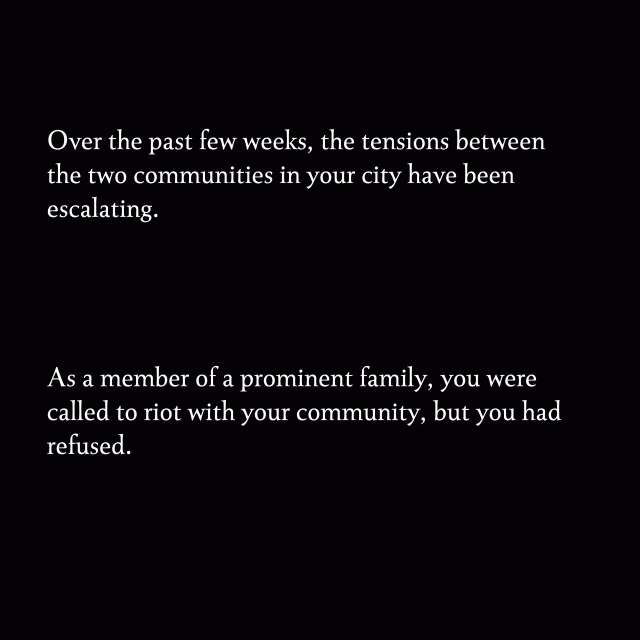 Over the past few weeks, the tensions between
the two communities in your city have been
escalating.
As a member of a prominent family, you were
called to riot with your community, but you had
refused.